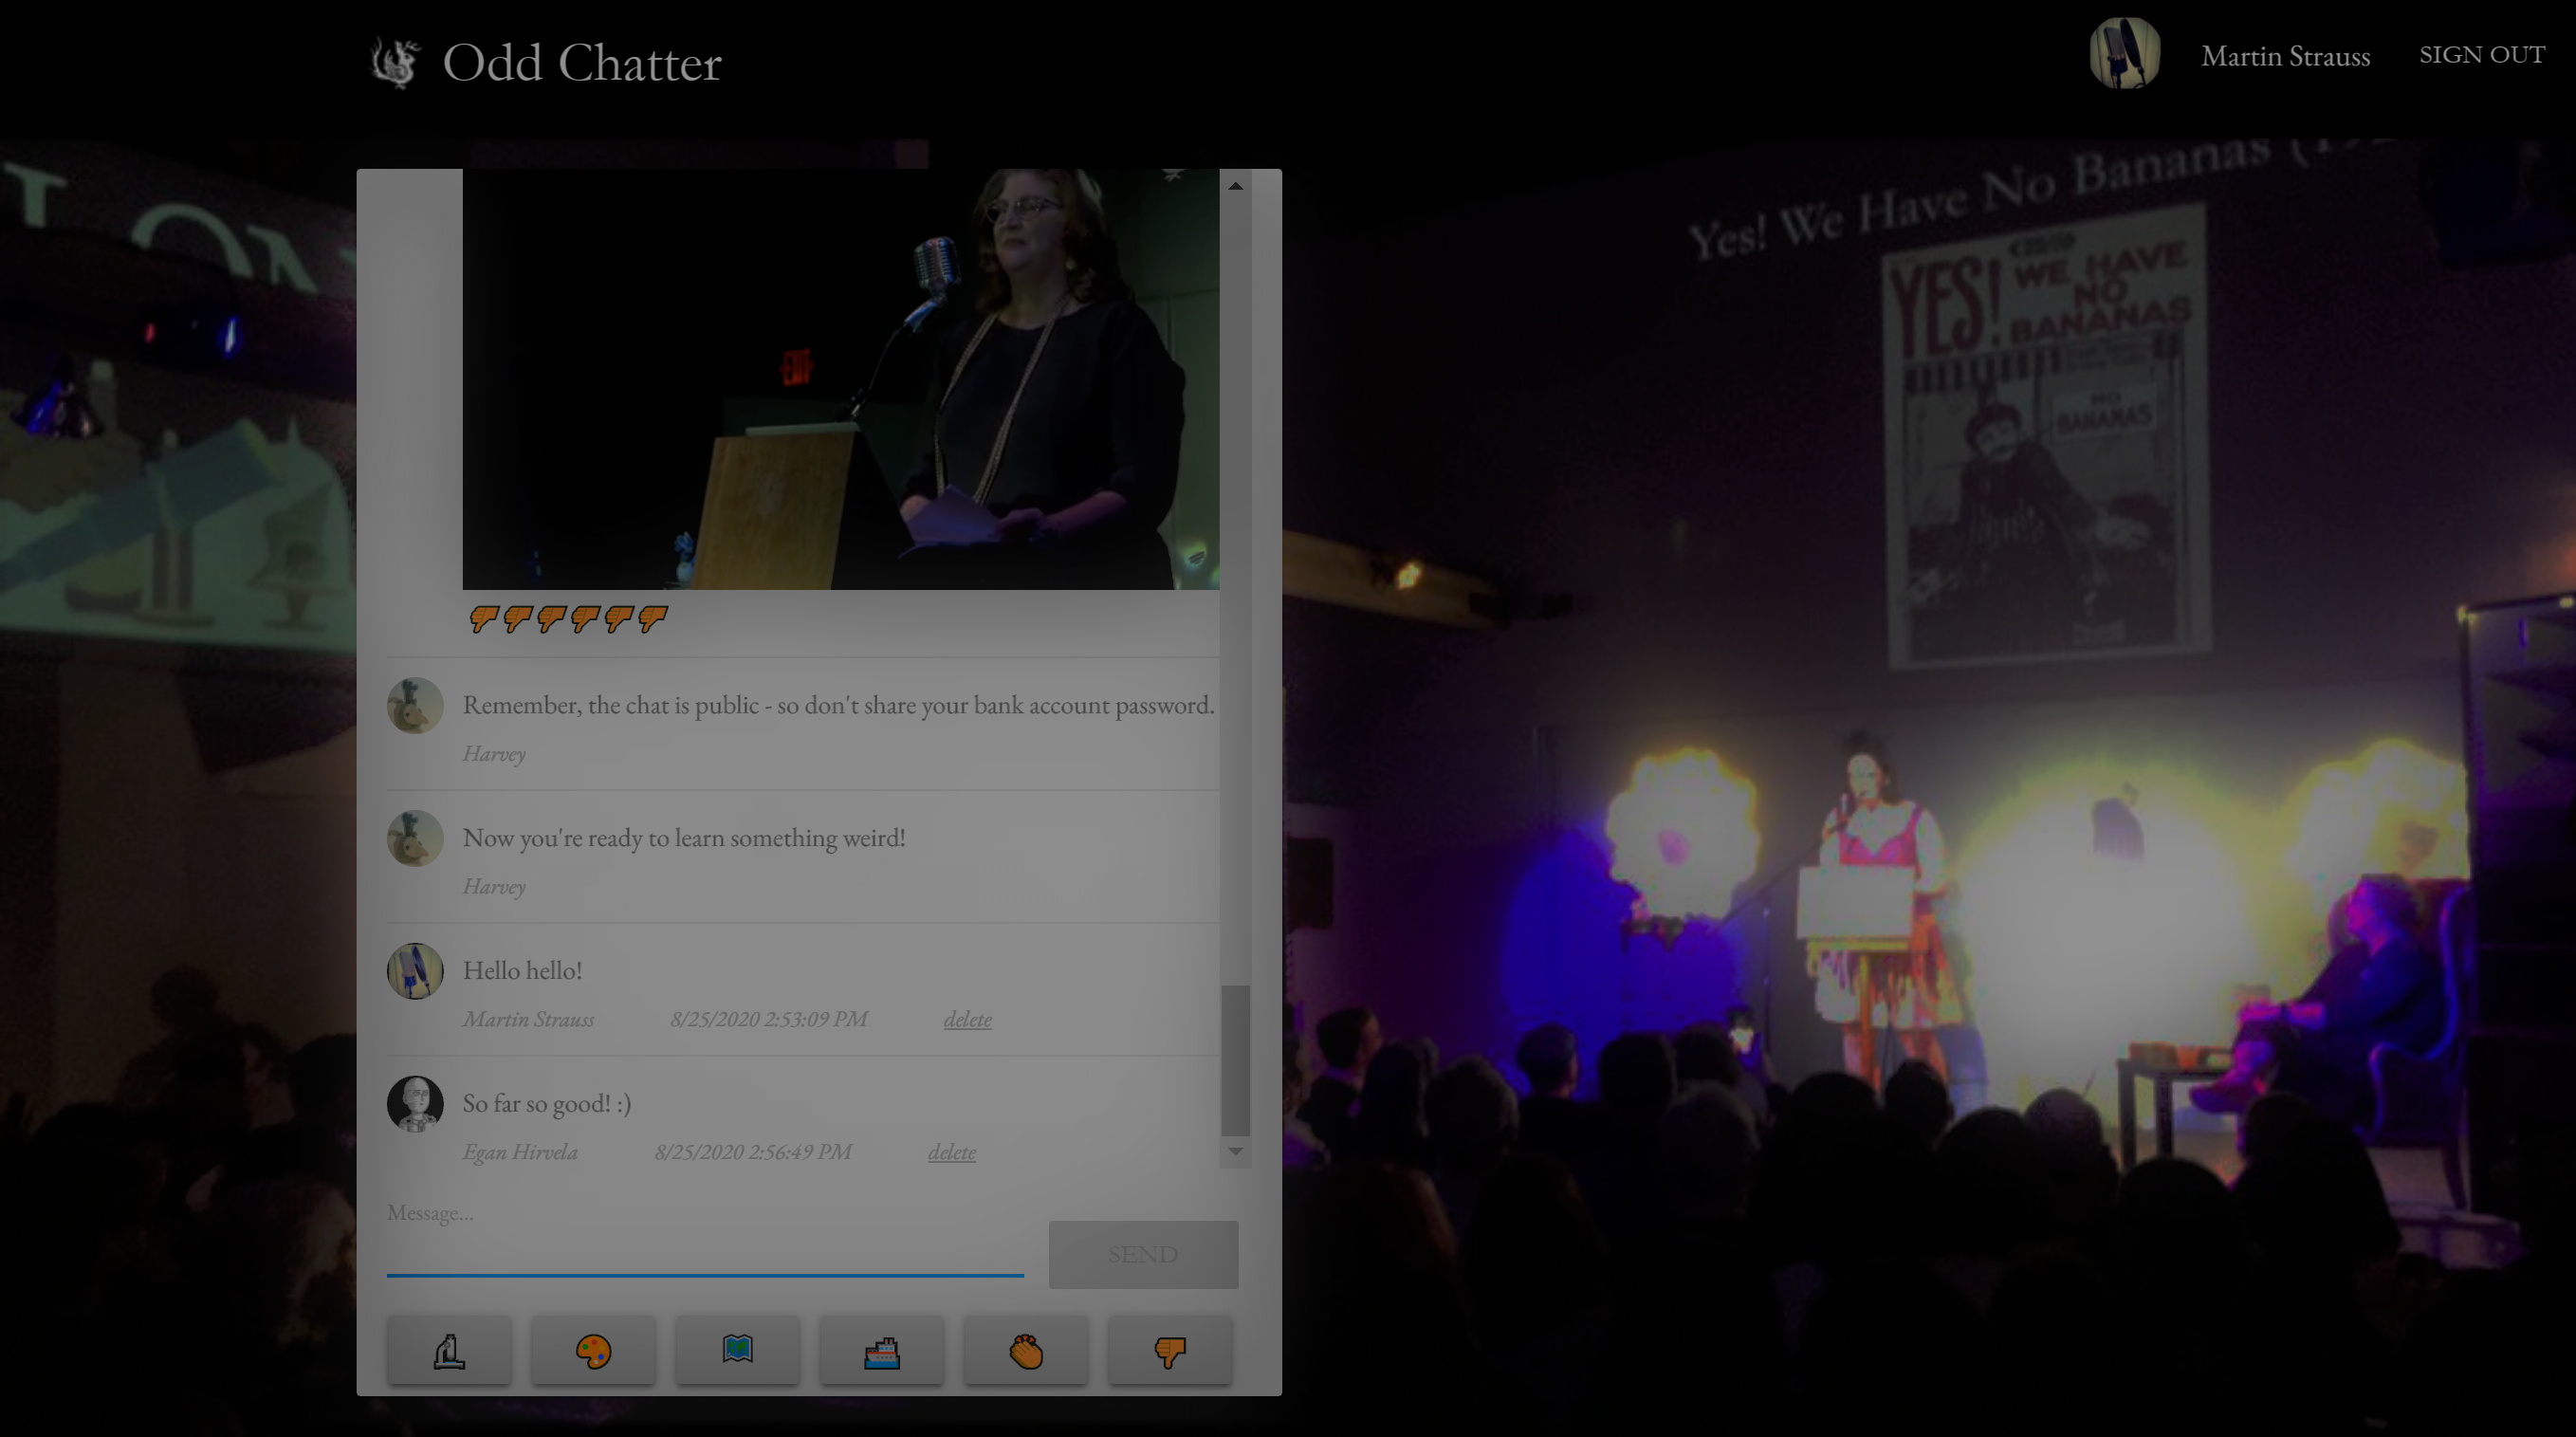 Odd Chatter
Martin Strauss
SIGN OUT
LON
Yes! We Have No Bananas
YES! WE HAVE
NO
BANANAS
NO
BANANAS
EXIT
Remember, the chat is public - so don't share your bank account password.
Harvey
Now you're ready to learn something weird!
Harvey
Hello hello!
Martin Strauss 8/25/2020 2:53:09 PM delete
So far so good! :)
Egan Hirvela 8/25/2020 2:56:49 PM delete
Message...
SEND